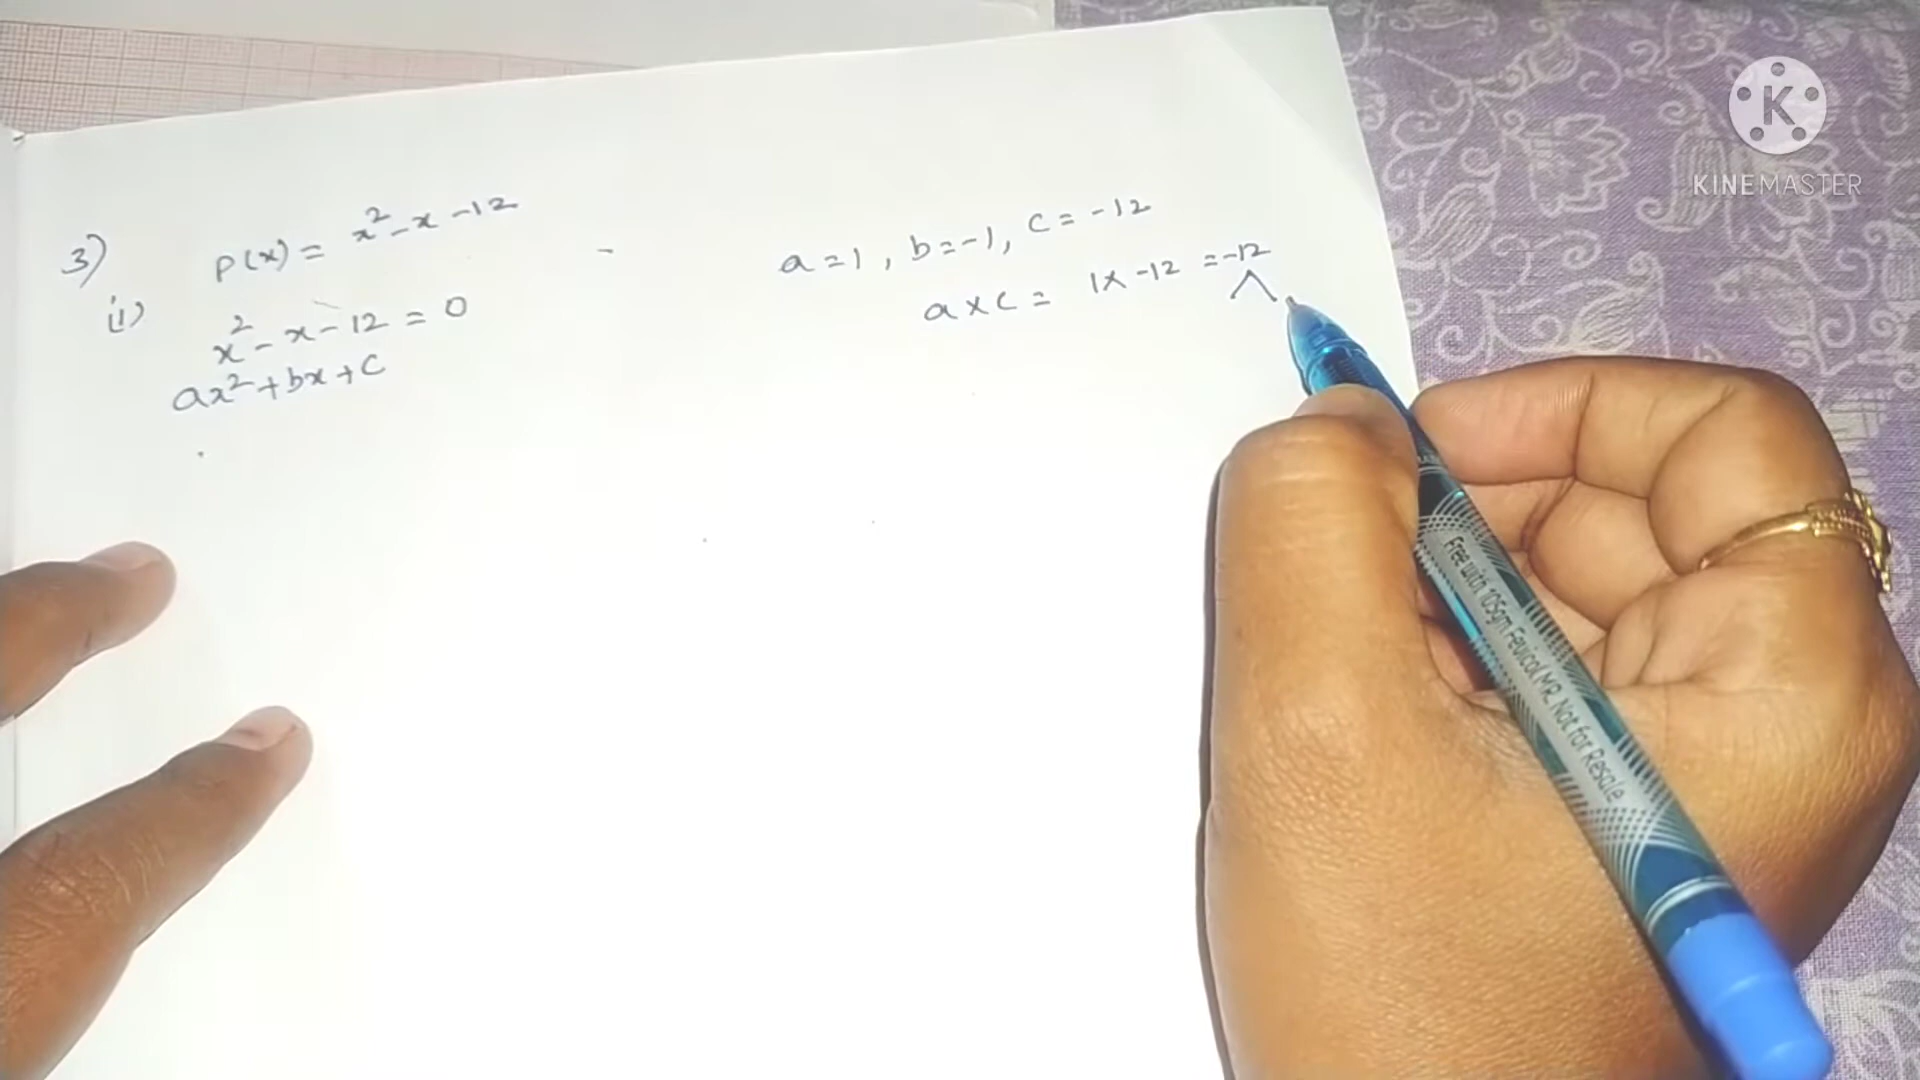 3) P(x) = x² - x - 12
(i) x² - x - 12 = 0
ax² + bx + c
a = 1 , b = -1 , c = -12
a x c = 1 x -12 = -12
K
KINEMASTER
Free with 105gm Fevicol MR. Not for Resale